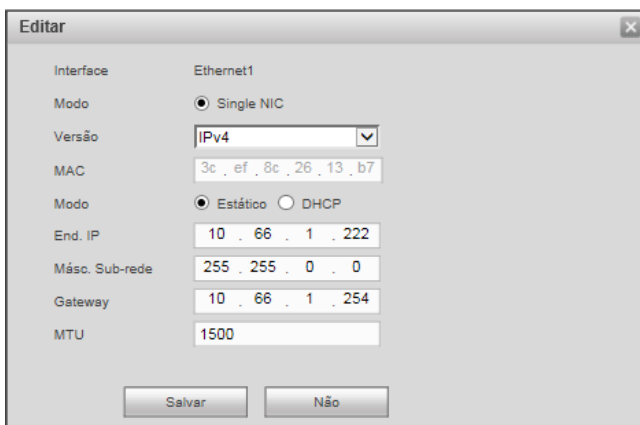 Editar
Interface Ethernet1
Modo Single NIC
Versão IPv4
MAC 3c . ef . 8c . 26 . 13 . b7
Modo Estático DHCP
End. IP 10 . 66 . 1 . 222
Másc. Sub-rede 255 . 255 . 0 . 0
Gateway 10 . 66 . 1 . 254
MTU 1500
Salvar Não